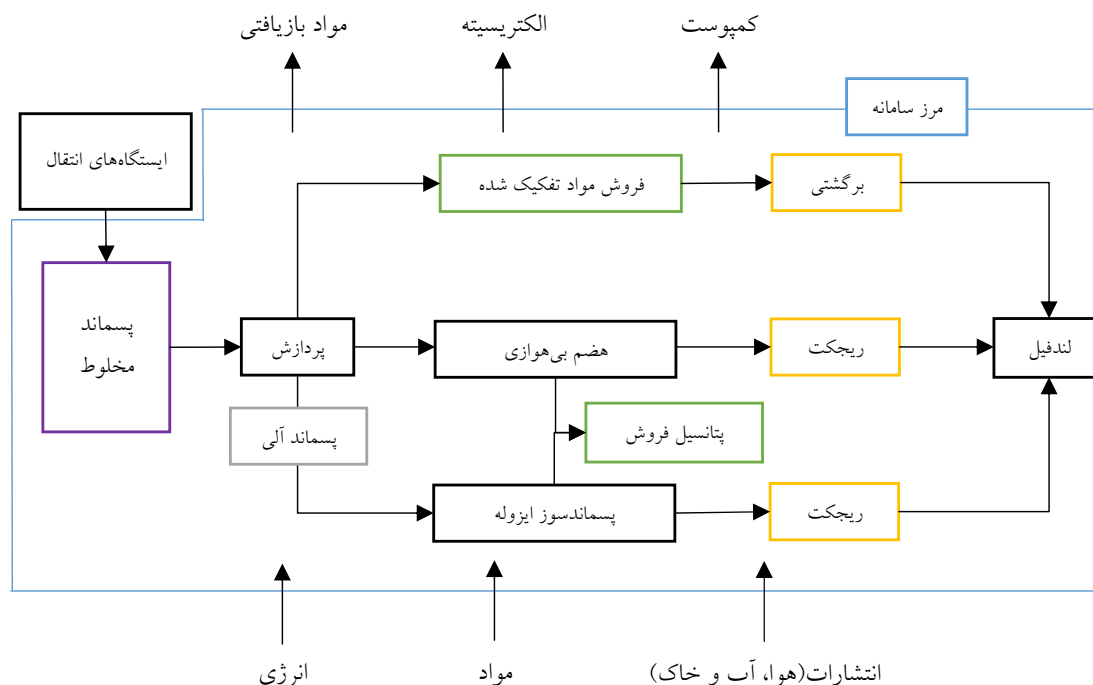 کمپوست
الکتریسیته
مواد بازیافتی
مرز سامانه
ایستگاه‌های انتقال
فروش مواد تفکیک شده
برگشتی
پسماند
مخلوط
پردازش
هضم بی‌هوازی
ریجکت
لندفیل
پسماند آلی
پتانسیل فروش
پسماندسوز ایزوله
ریجکت
انتشارات(هوا، آب و خاک)
مواد
انرژی